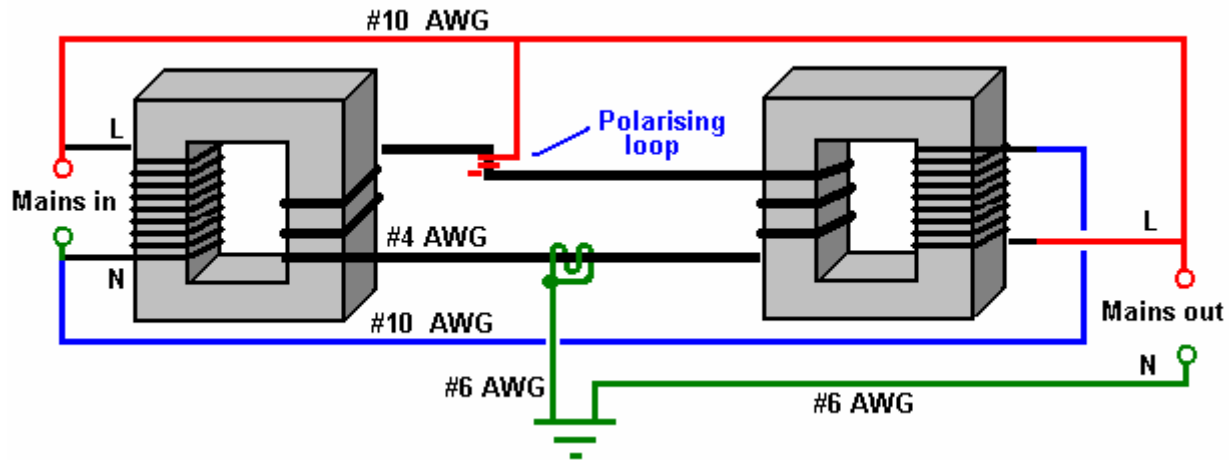 #10 AWG
L
Polarising
loop
Mains in
#4 AWG
L
N
Mains out
#10 AWG
N
#6 AWG
#6 AWG